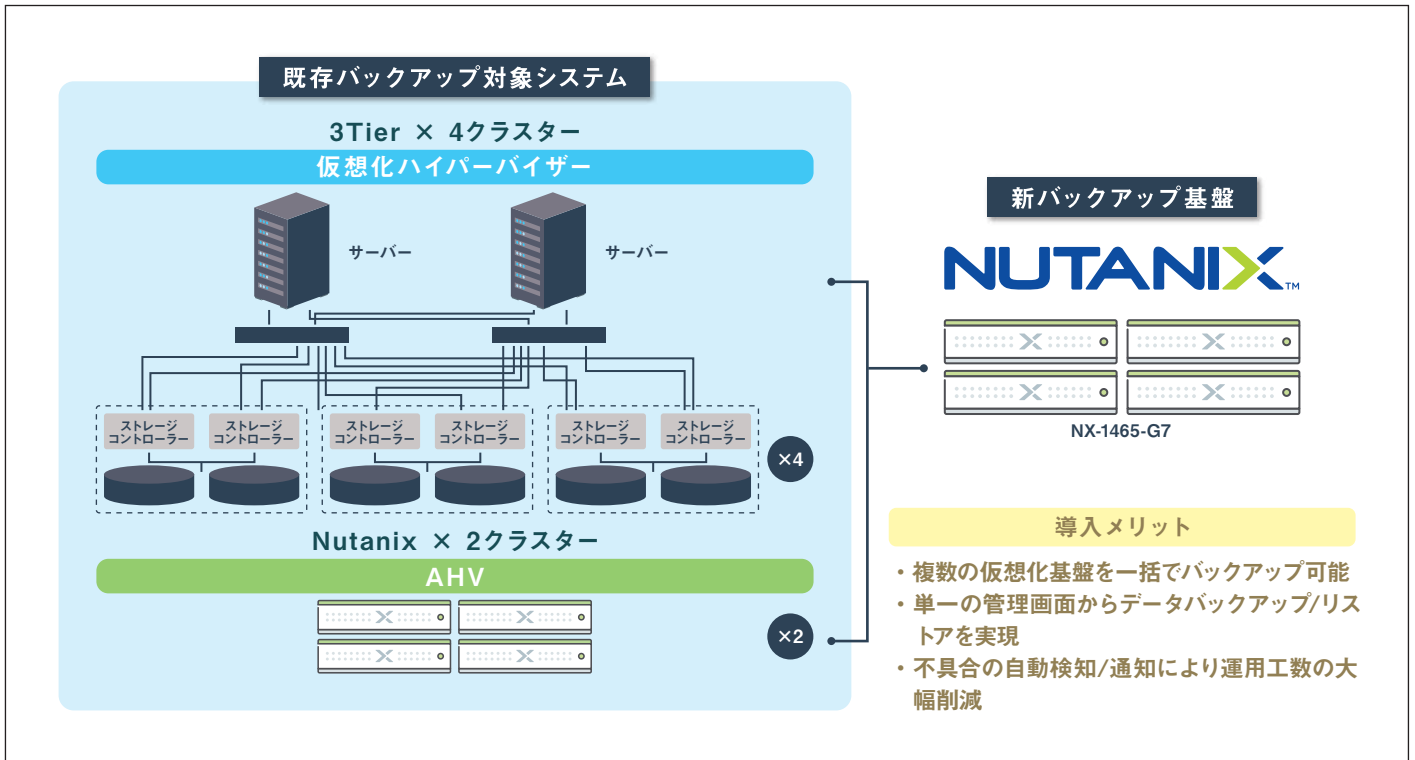 既存バックアップ対象システム
3Tier × 4クラスター
仮想化ハイパーバイザー
サーバー
サーバー
ストレージ
コントローラー
ストレージ
コントローラー
ストレージ
コントローラー
ストレージ
コントローラー
ストレージ
コントローラー
ストレージ
コントローラー
×4
Nutanix × 2クラスター
AHV
×2
新バックアップ基盤
NUTANIX™
NX-1465-G7
導入メリット
・複数の仮想化基盤を一括でバックアップ可能
・単一の管理画面からデータバックアップ/リス
トアを実現
・不具合の自動検知/通知により運用工数の大
幅削減